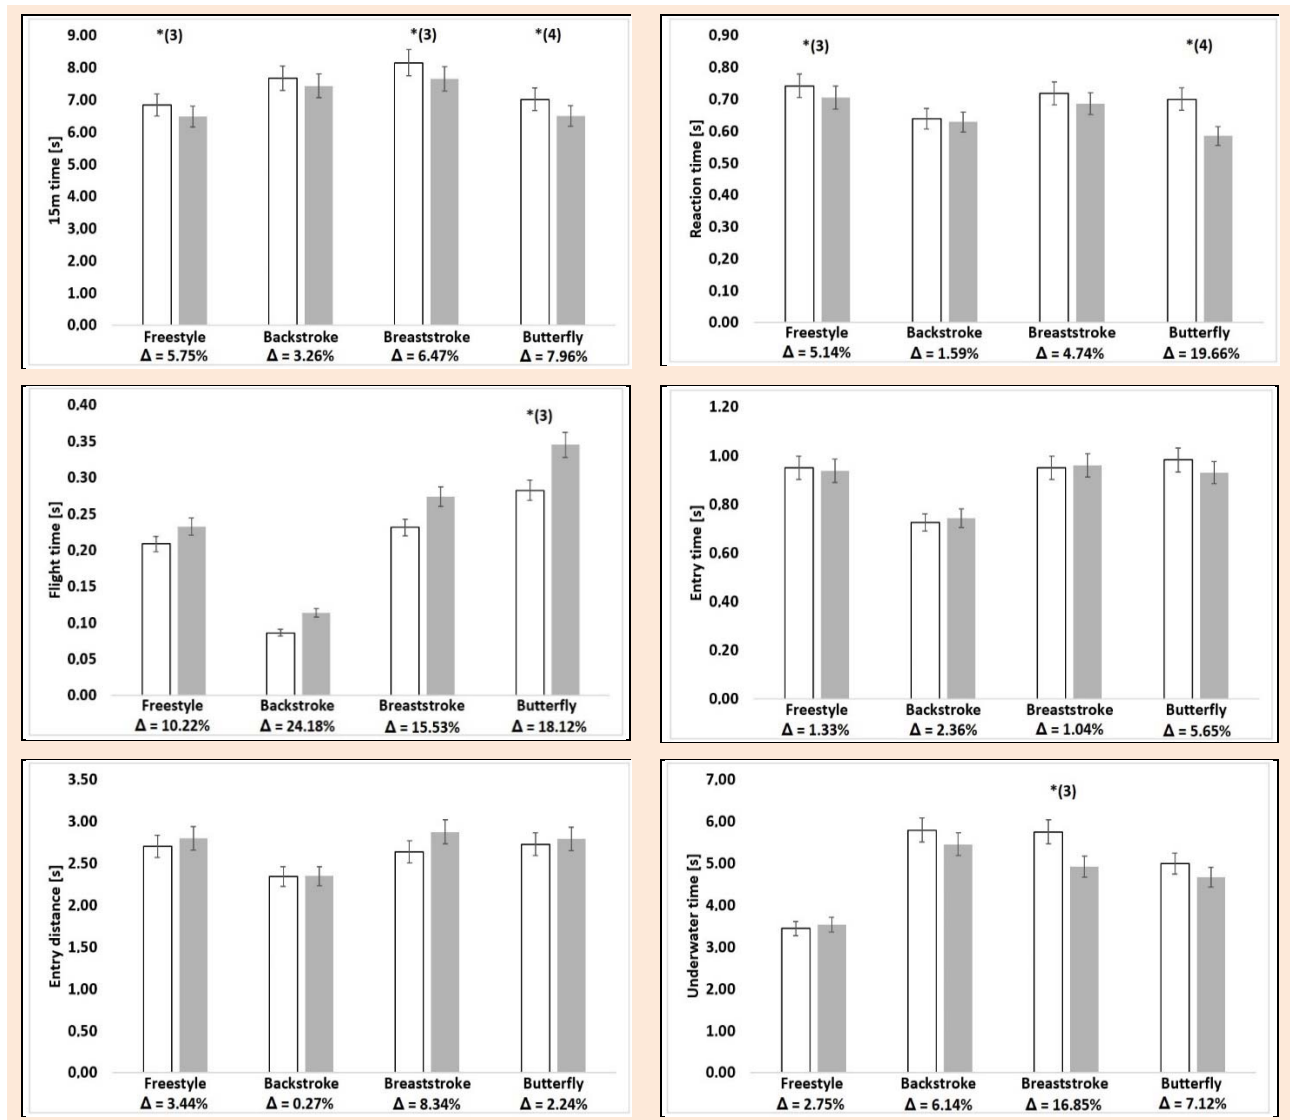 *(3) *(3) *(4)
9.00
8.00
7.00
6.00
5.00
4.00
3.00
2.00
1.00
0.00
15m time [s]
Freestyle Backstroke Breaststroke Butterfly
Δ = 5.75% Δ = 3.26% Δ = 6.47% Δ = 7.96%
*(3) *(4)
0,90
0.80
0.70
0.60
0.50
0.40
0.30
0,20
0,10
0.00
Reaction time [s]
Freestyle Backstroke Breaststroke Butterfly
Δ = 5.14% Δ = 1.59% Δ = 4.74% Δ = 19.66%
*(3)
0.40
0.35
0.30
0.25
0.20
0.15
0.10
0.05
0.00
Flight time [s]
Freestyle Backstroke Breaststroke Butterfly
Δ = 10.22% Δ = 24.18% Δ = 15.53% Δ = 18.12%
1.20
1.00
0.80
0.60
0.40
0.20
0.00
Entry time [s]
Freestyle Backstroke Breaststroke Butterfly
Δ = 1.33% Δ = 2.36% Δ = 1.04% Δ = 5.65%
3.50
3.00
2.50
2.00
1.50
1.00
0.50
0.00
Entry distance [s]
Freestyle Backstroke Breaststroke Butterfly
Δ = 3.44% Δ = 0.27% Δ = 8.34% Δ = 2.24%
*(3)
7,00
6.00
5.00
4.00
3.00
2.00
1.00
0.00
Underwater time [s]
Freestyle Backstroke Breaststroke Butterfly
Δ = 2.75% Δ = 6.14% Δ = 16.85% Δ = 7.12%